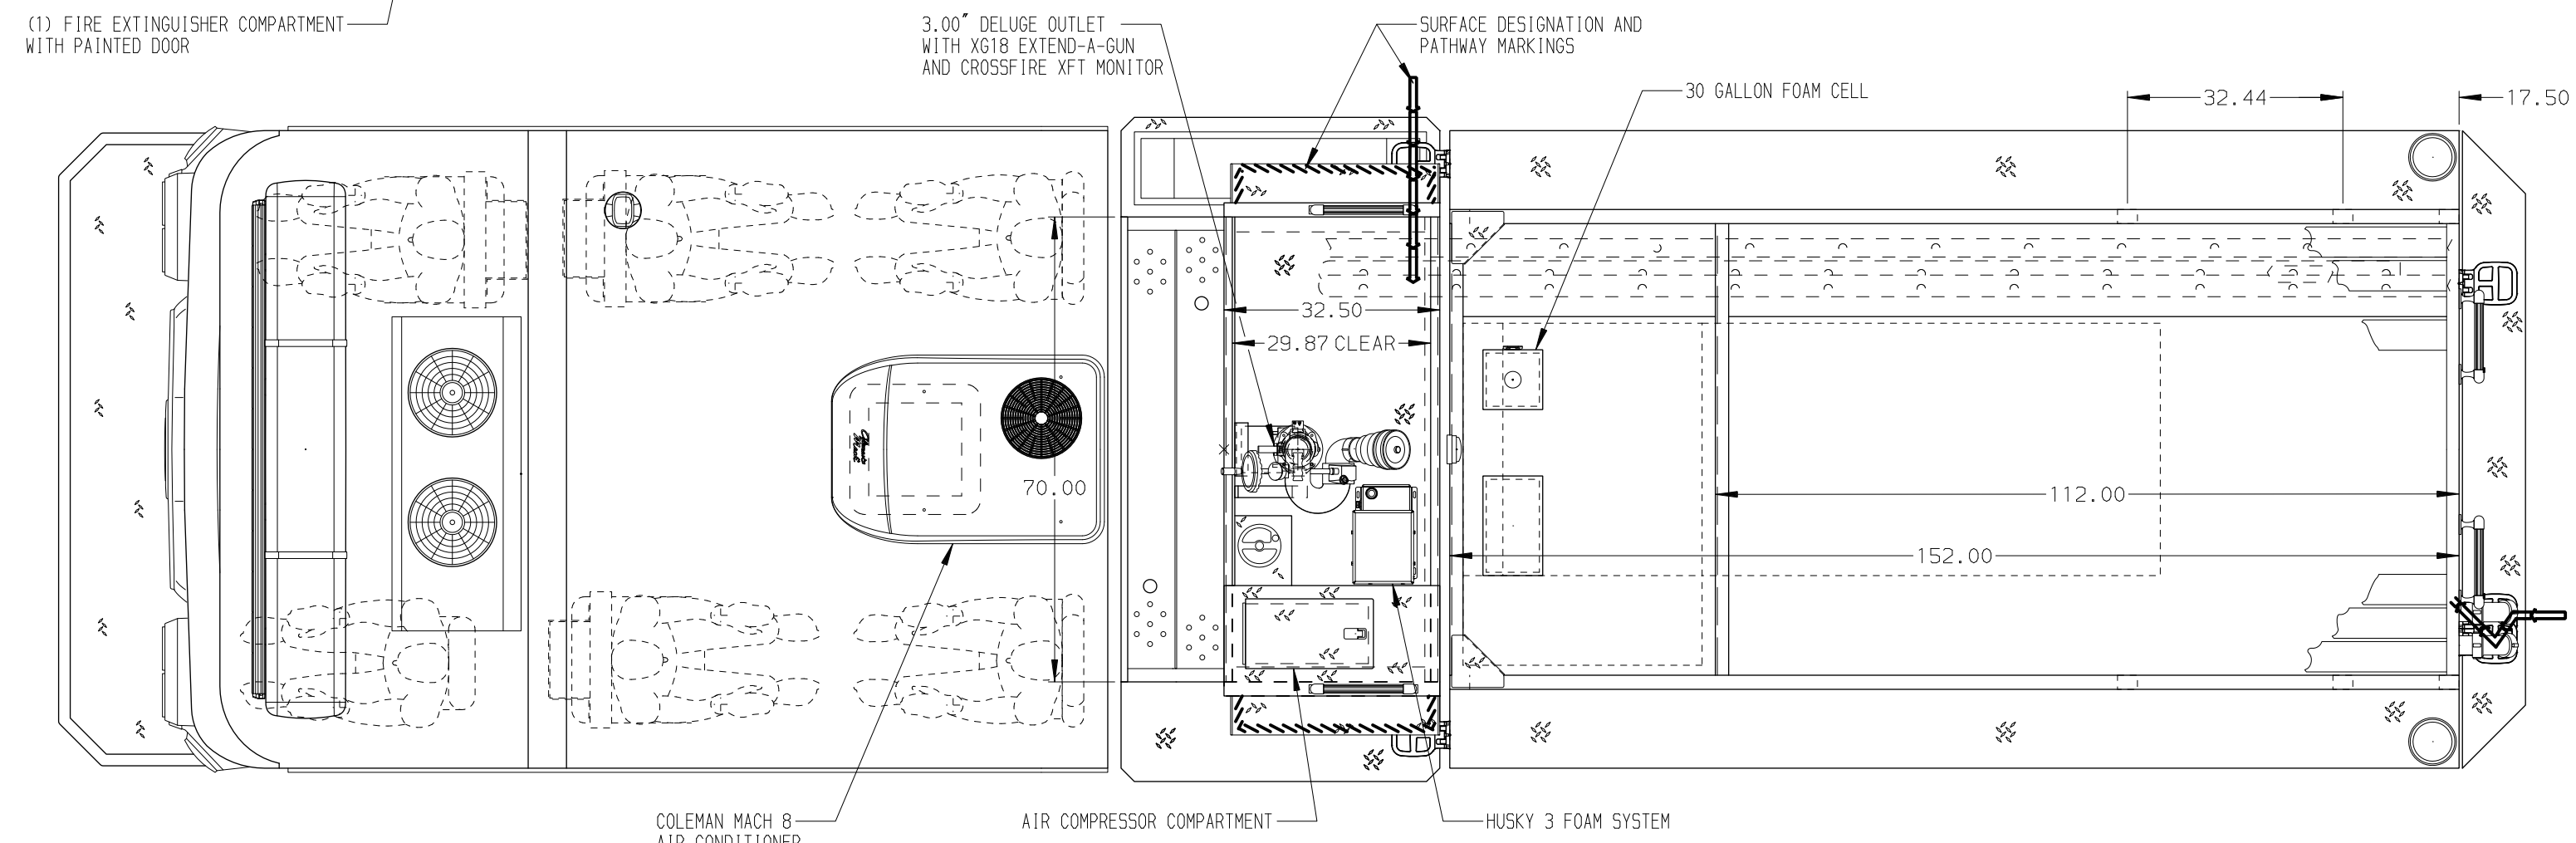 (1) FIRE EXTINGUISHER COMPARTMENT
WITH PAINTED DOOR
3.00" DELUGE OUTLET
WITH XG18 EXTEND-A-GUN
AND CROSSFIRE XFT MONITOR
SURFACE DESIGNATION AND
PATHWAY MARKINGS
30 GALLON FOAM CELL
32.44
17.50
32.50
29.87 CLEAR
70.00
112.00
152.00
COLEMAN MACH 8
AIR CONDITIONER
AIR COMPRESSOR COMPARTMENT
HUSKY 3 FOAM SYSTEM